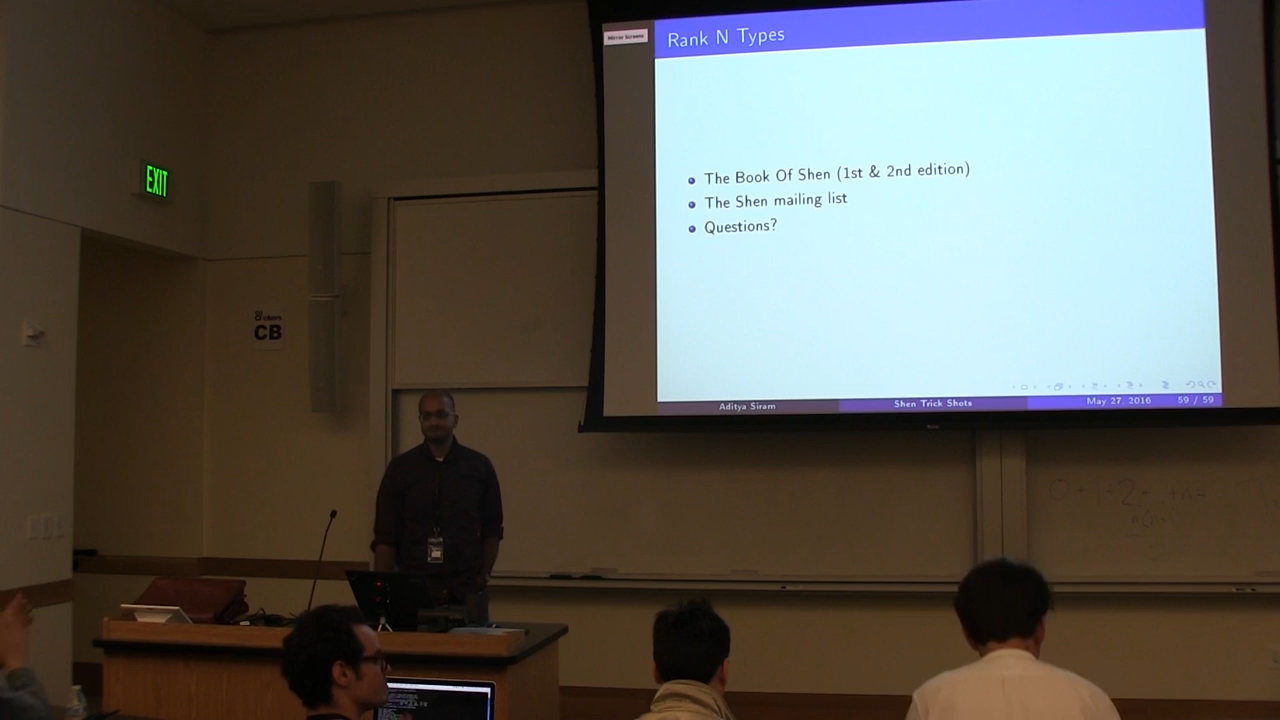 Mirror Screens
Rank N Types
The Book Of Shen (1st & 2nd edition)
The Shen mailing list
Questions?
Aditya Siram
Shen Trick Shots
May 27, 2016
59 / 59
EXIT
CB